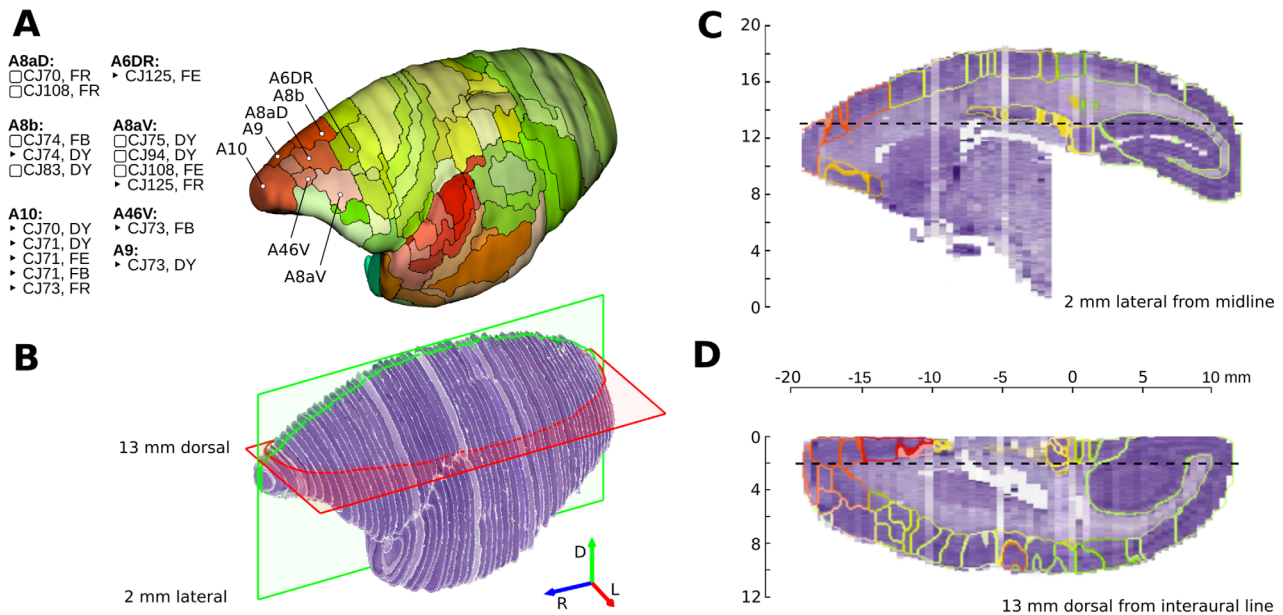 A
A8aD:
▢CJ70, FR
▢CJ108, FR
A6DR:
‣ CJ125, FE
A8b:
▢CJ74, FB
‣ CJ74, DY
▢CJ83, DY
A8aV:
▢CJ75, DY
▢CJ94, DY
▢CJ108, FE
‣ CJ125, FR
A10:
‣ CJ70, DY
‣ CJ71, DY
‣ CJ71, FE
‣ CJ71, FB
‣ CJ73, FR
A46V:
‣ CJ73, FB
A9:
‣ CJ73, DY
A6DR
A8b
A8aD
A9
A10
A46V
A8aV
B
13 mm dorsal
2 mm lateral
D
L
R
C
20
16
12
8
4
0
2 mm lateral from midline
D
-20 -15 -10 -5 0 5 10 mm
0
4
8
12
13 mm dorsal from interaural line